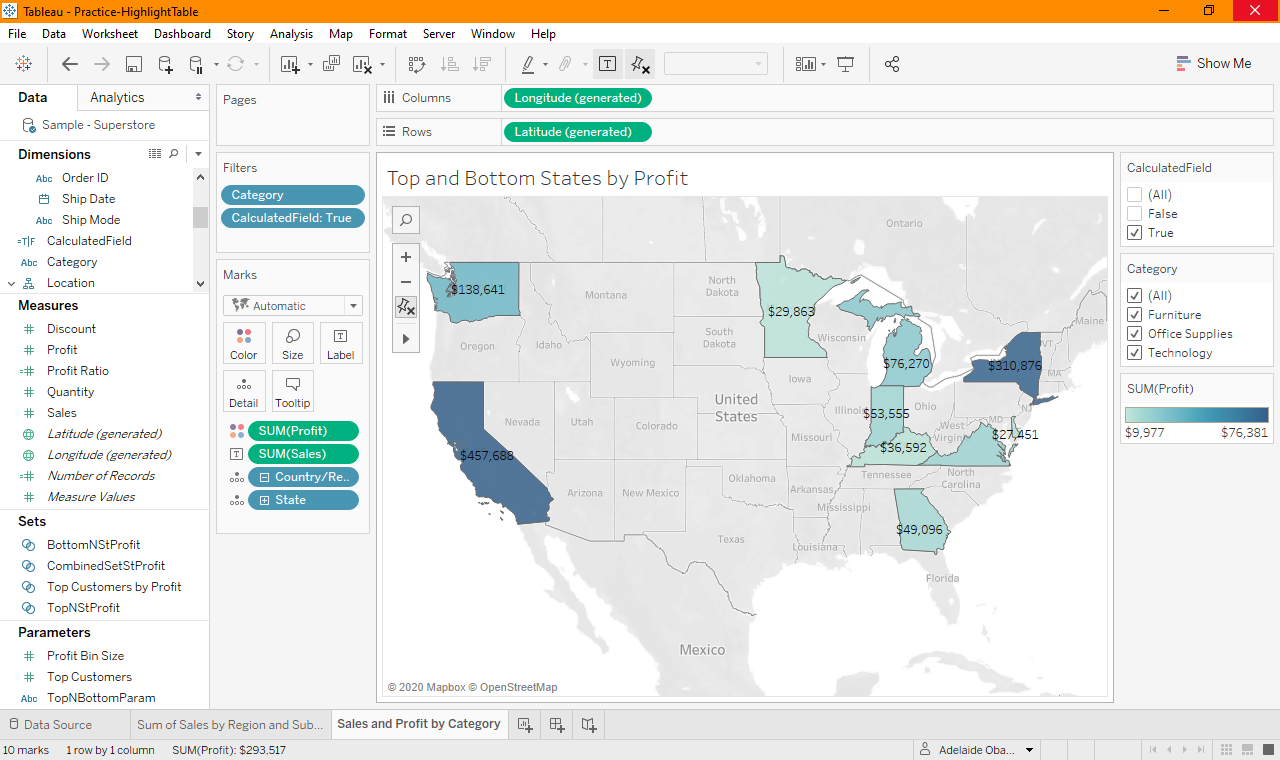 Tableau - Practice-HighlightTable
File Data Worksheet Dashboard Story Analysis Map Format Server Window Help
Show Me
Data Analytics
Sample - Superstore
Dimensions
Abc Order ID
Ship Date
Abc Ship Mode
=T|F CalculatedField
Abc Category
Location
Measures
# Discount
# Profit
=# Profit Ratio
# Quantity
# Sales
Latitude (generated)
Longitude (generated)
=# Number of Records
# Measure Values
Sets
BottomNStProfit
CombinedSetStProfit
Top Customers by Profit
TopNStProfit
Parameters
# Profit Bin Size
# Top Customers
Abc TopNBottomParam
Pages
Filters
Category
CalculatedField: True
Marks
Automatic
Color Size Label
Detail Tooltip
SUM(Profit)
SUM(Sales)
Country/Re..
State
Columns Longitude (generated)
Rows Latitude (generated)
Top and Bottom States by Profit
Ontario
$138,641
Montana
North
Dakota
$29,863
Maine
Oregon
Idaho
South
Dakota
Wisconsin
VT
Wyoming
$76,270
$310,876
MA
Iowa
Nevada
Utah
Colorado
United
States
Illinois
$53,555
Ohio
NJ
MD
$457,688
Missouri
$36,592
West
Virginia
$27,451
Arizona
New Mexico
Oklahoma
Arkansas
Tennessee
North
Carolina
Mississippi
$49,096
Texas
Louisiana
Florida
Mexico
© 2020 Mapbox © OpenStreetMap
CalculatedField
(All)
False
True
Category
(All)
Furniture
Office Supplies
Technology
SUM(Profit)
$9,977 $76,381
Data Source Sum of Sales by Region and Sub... Sales and Profit by Category
10 marks 1 row by 1 column SUM(Profit): $293,517 Adelaide Oba...